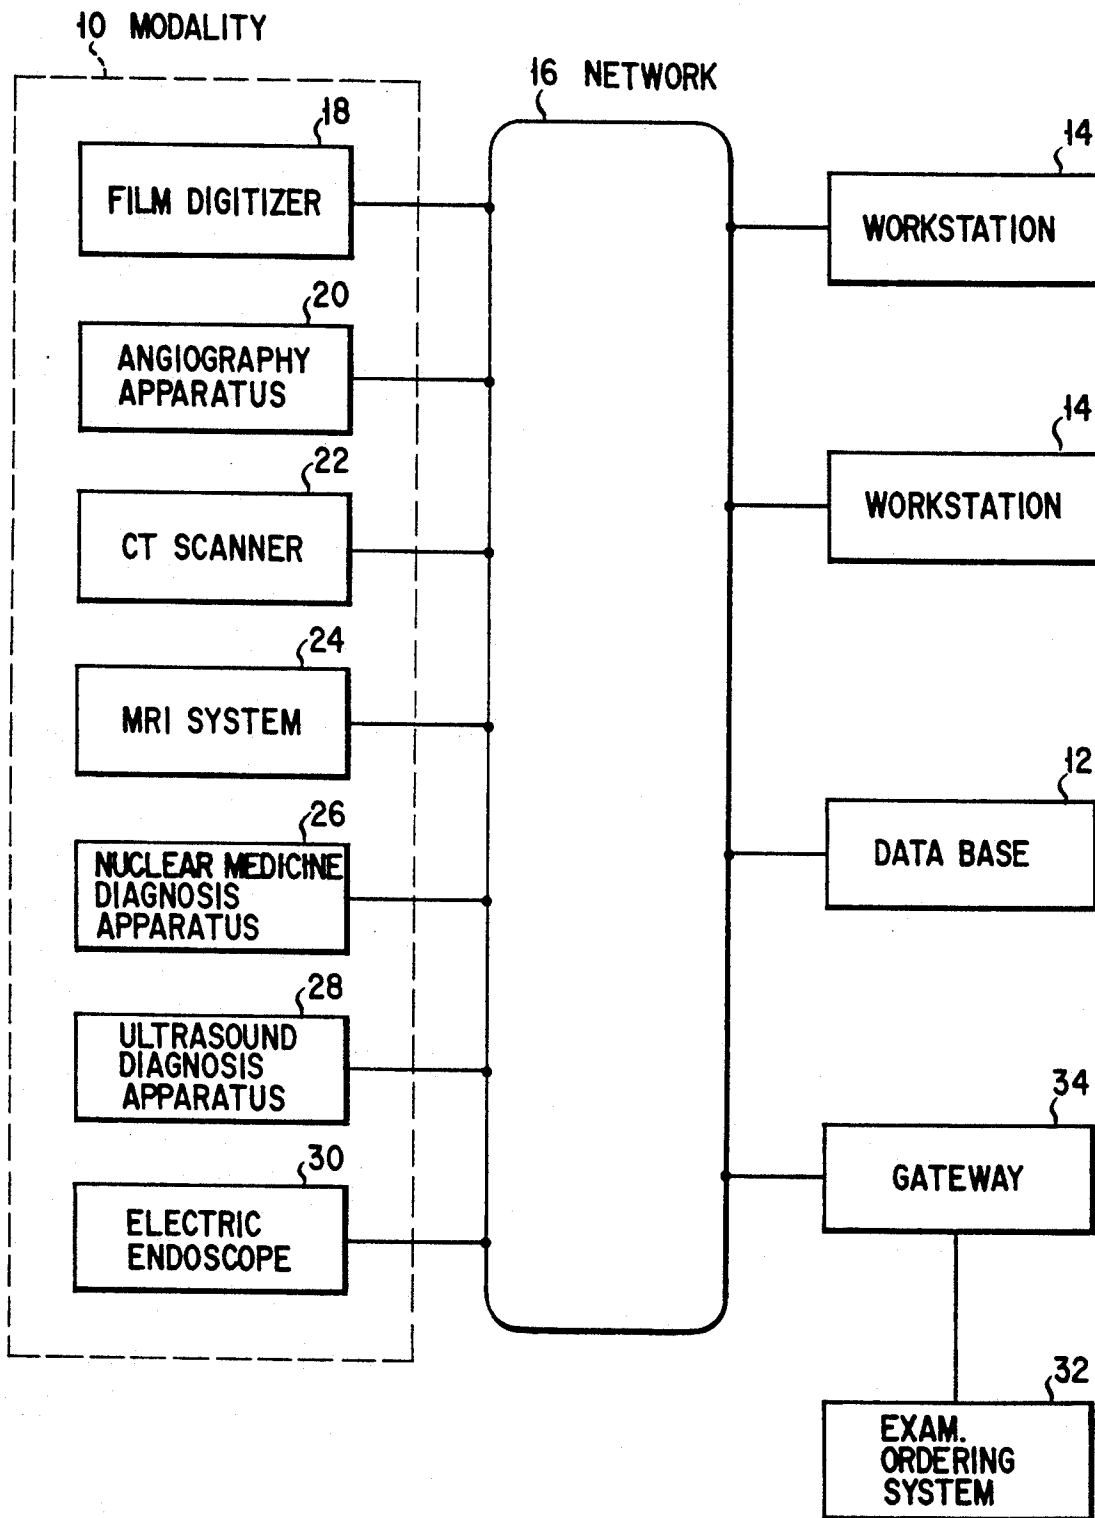 10 MODALITY
16 NETWORK
18
FILM DIGITIZER
20
ANGIOGRAPHY
APPARATUS
22
CT SCANNER
24
MRI SYSTEM
26
NUCLEAR MEDICINE
DIAGNOSIS
APPARATUS
28
ULTRASOUND
DIAGNOSIS
APPARATUS
30
ELECTRIC
ENDOSCOPE
14
WORKSTATION
14
WORKSTATION
12
DATA BASE
34
GATEWAY
32
EXAM.
ORDERING
SYSTEM